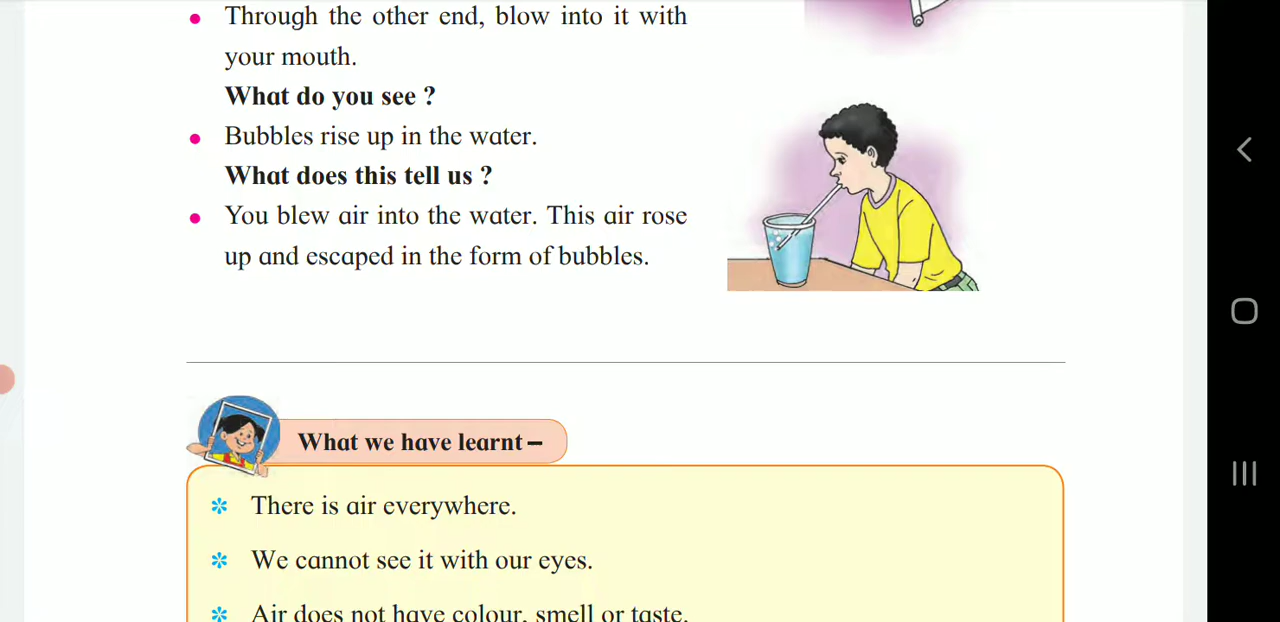 Through the other end, blow into it with
your mouth.
What do you see ?
Bubbles rise up in the water.
What does this tell us ?
You blew air into the water. This air rose
up and escaped in the form of bubbles.
What we have learnt –
There is air everywhere.
We cannot see it with our eyes.
Air does not have colour, smell or taste.